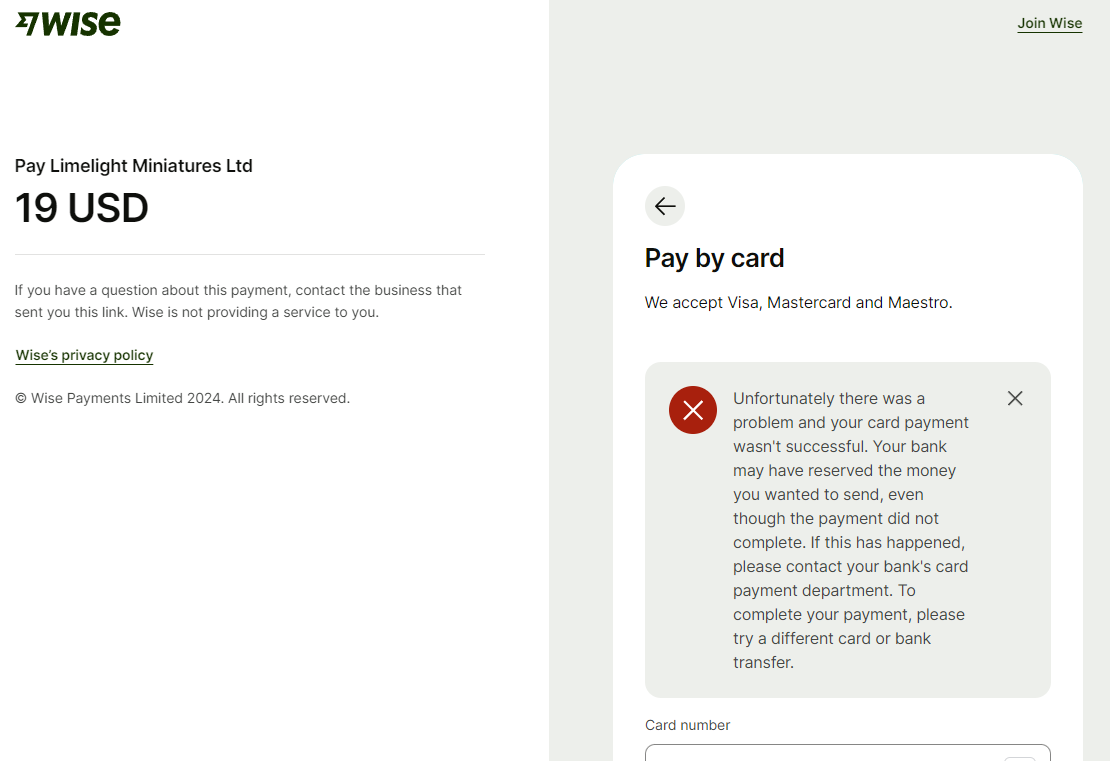 WISE
Join Wise
Pay Limelight Miniatures Ltd
19 USD
If you have a question about this payment, contact the business that
sent you this link. Wise is not providing a service to you.
Wise's privacy policy
© Wise Payments Limited 2024. All rights reserved.
Pay by card
We accept Visa, Mastercard and Maestro.
Unfortunately there was a
problem and your card payment
wasn't successful. Your bank
may have reserved the money
you wanted to send, even
though the payment did not
complete. If this has happened,
please contact your bank's card
payment department. To
complete your payment, please
try a different card or bank
transfer.
Card number